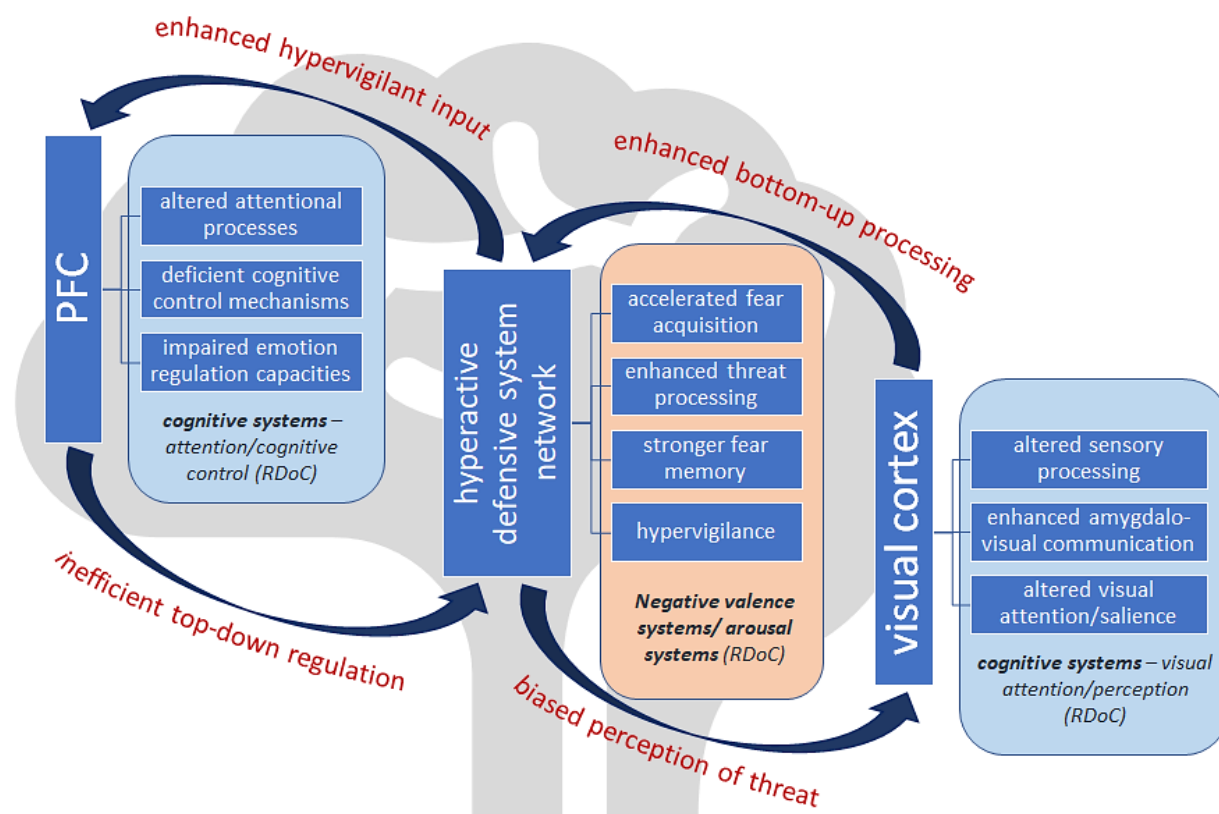 enhanced hypervigilant input
enhanced bottom-up processing
PFC
altered attentional
processes
deficient cognitive
control mechanisms
impaired emotion
regulation capacities
cognitive systems –
attention/cognitive
control (RDoC)
hyperactive
defensive system
network
accelerated fear
acquisition
enhanced threat
processing
stronger fear
memory
hypervigilance
Negative valence
systems/ arousal
systems (RDoC)
visual cortex
altered sensory
processing
enhanced amygdalo-
visual communication
altered visual
attention/salience
cognitive systems – visual
attention/perception
(RDoC)
inefficient top-down regulation
biased perception of threat